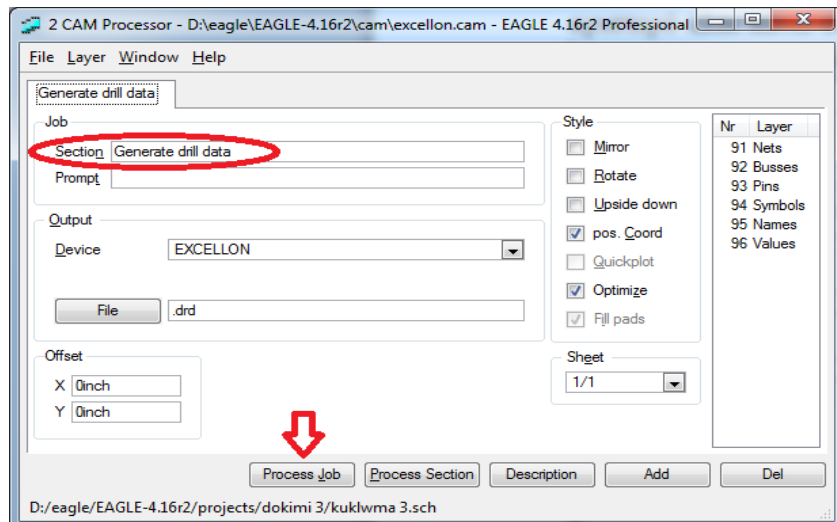 2 CAM Processor - D:\eagle\EAGLE-4.16r2\cam\excellon.cam - EAGLE 4.16r2 Professional
File Layer Window Help
Generate drill data
Job
Section Generate drill data
Prompt
Output
Device EXCELLON
File .drd
Offset
X 0inch
Y 0inch
Style
Mirror
Rotate
Upside down
pos. Coord
Quickplot
Optimize
Fill pads
Sheet
1/1
Nr Layer
91 Nets
92 Busses
93 Pins
94 Symbols
95 Names
96 Values
Process Job Process Section Description Add Del
D:/eagle/EAGLE-4.16r2/projects/dokimi 3/kuklwma 3.sch